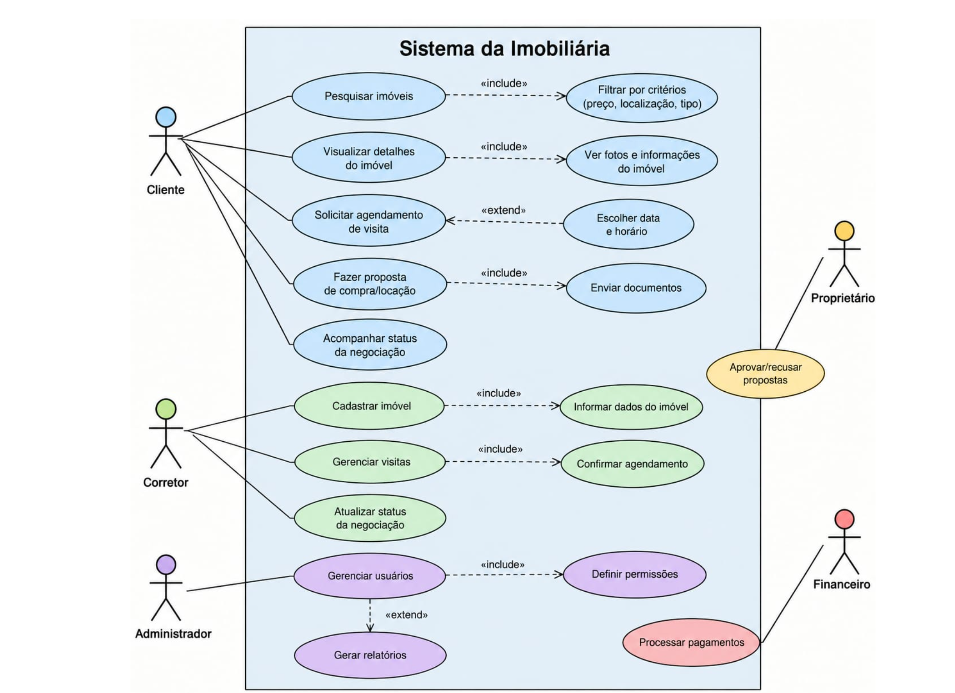 Sistema da Imobiliária
Pesquisar imóveis
«include»
Filtrar por critérios
(preço, localização, tipo)
Cliente
Visualizar detalhes
do imóvel
«include»
Ver fotos e informações
do imóvel
Solicitar agendamento
de visita
«extend»
Escolher data
e horário
Fazer proposta
de compra/locação
«include»
Enviar documentos
Proprietário
Acompanhar status
da negociação
Aprovar/recusar
propostas
Cadastrar imóvel
«include»
Informar dados do imóvel
Corretor
Gerenciar visitas
«include»
Confirmar agendamento
Atualizar status
da negociação
Administrador
Gerenciar usuários
«include»
Definir permissões
Financeiro
«extend»
Gerar relatórios
Processar pagamentos